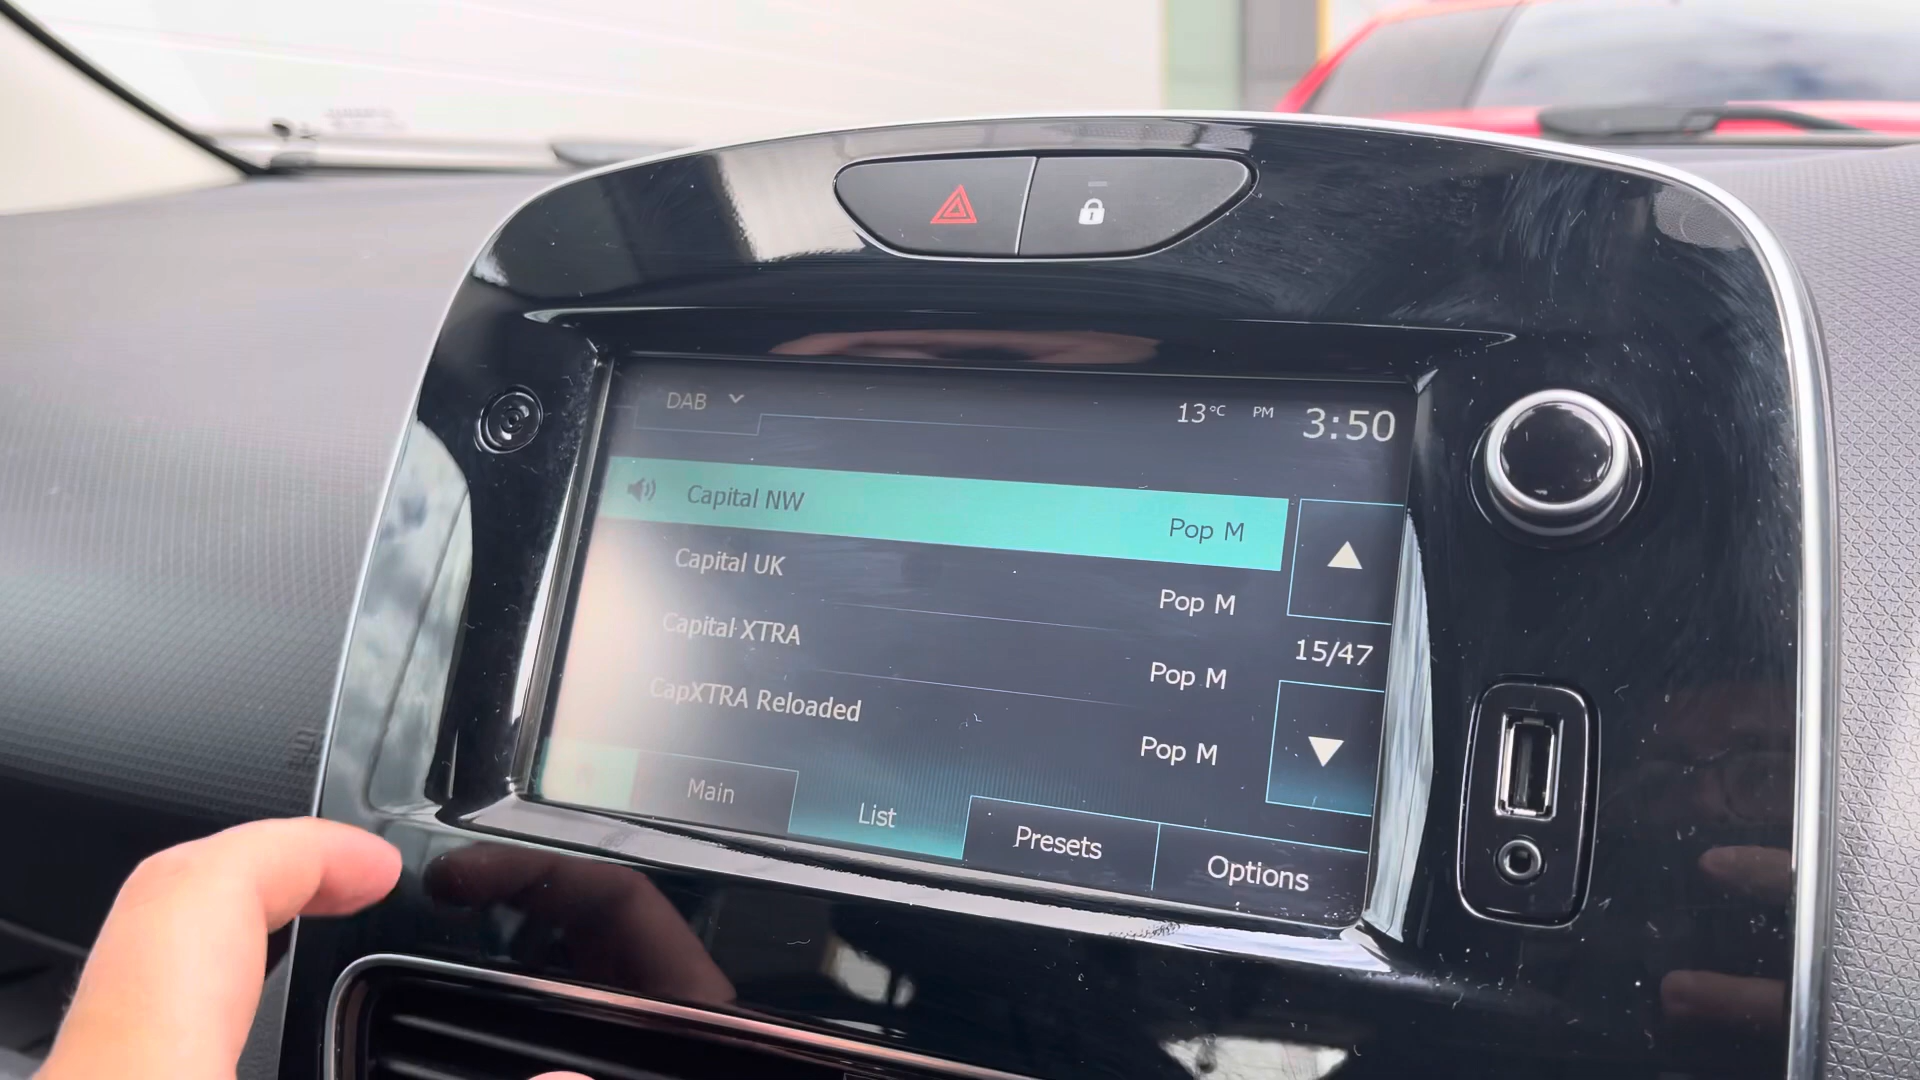 DAB
13°C PM 3:50
Capital NW Pop M
Capital UK Pop M
Capital XTRA Pop M
15/47
CapXTRA Reloaded Pop M
Main List Presets Options